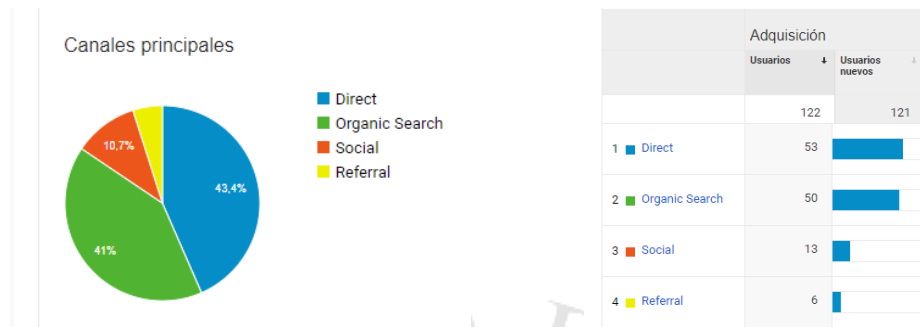 Canales principales
Direct
Organic Search
Social
Referral
10,7%
43,4%
41%
Adquisición
Usuarios ↓ Usuarios nuevos ↓
122 121
1 Direct 53
2 Organic Search 50
3 Social 13
4 Referral 6